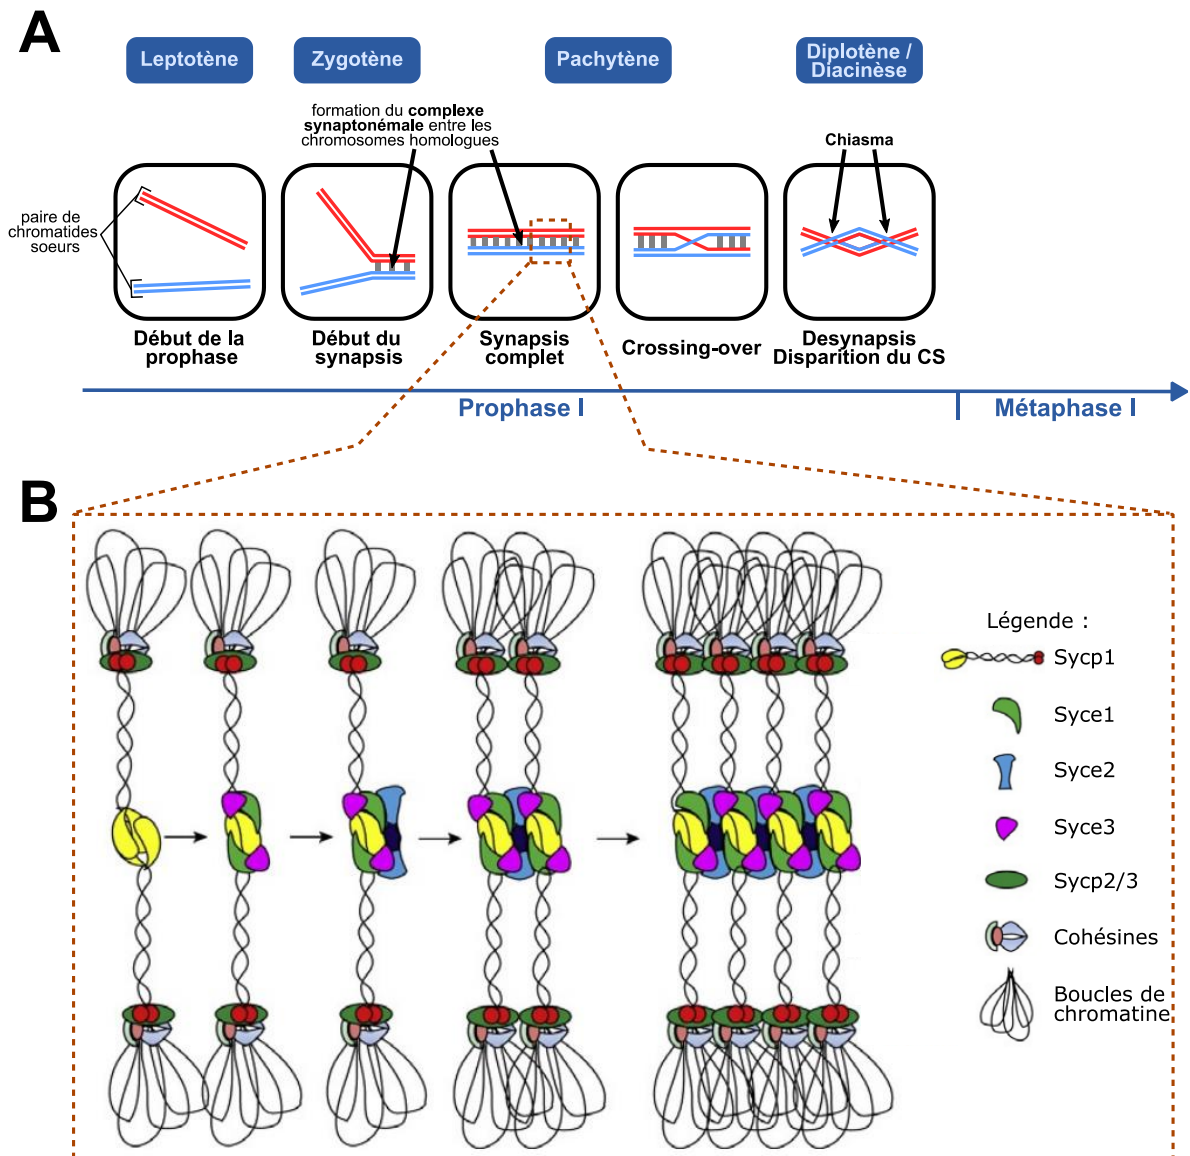 A
Leptotène
Zygotène
Pachytène
Diplotène /
Diacinèse
formation du complexe
synaptonémale entre les
chromosomes homologues
Chiasma
paire de
chromatides
soeurs
Début de la
prophase
Début du
synapsis
Synapsis
complet
Crossing-over
Desynapsis
Disparition du CS
Prophase I
Métaphase I
B
Légende :
Sycp1
Syce1
Syce2
Syce3
Sycp2/3
Cohésines
Boucles de
chromatine